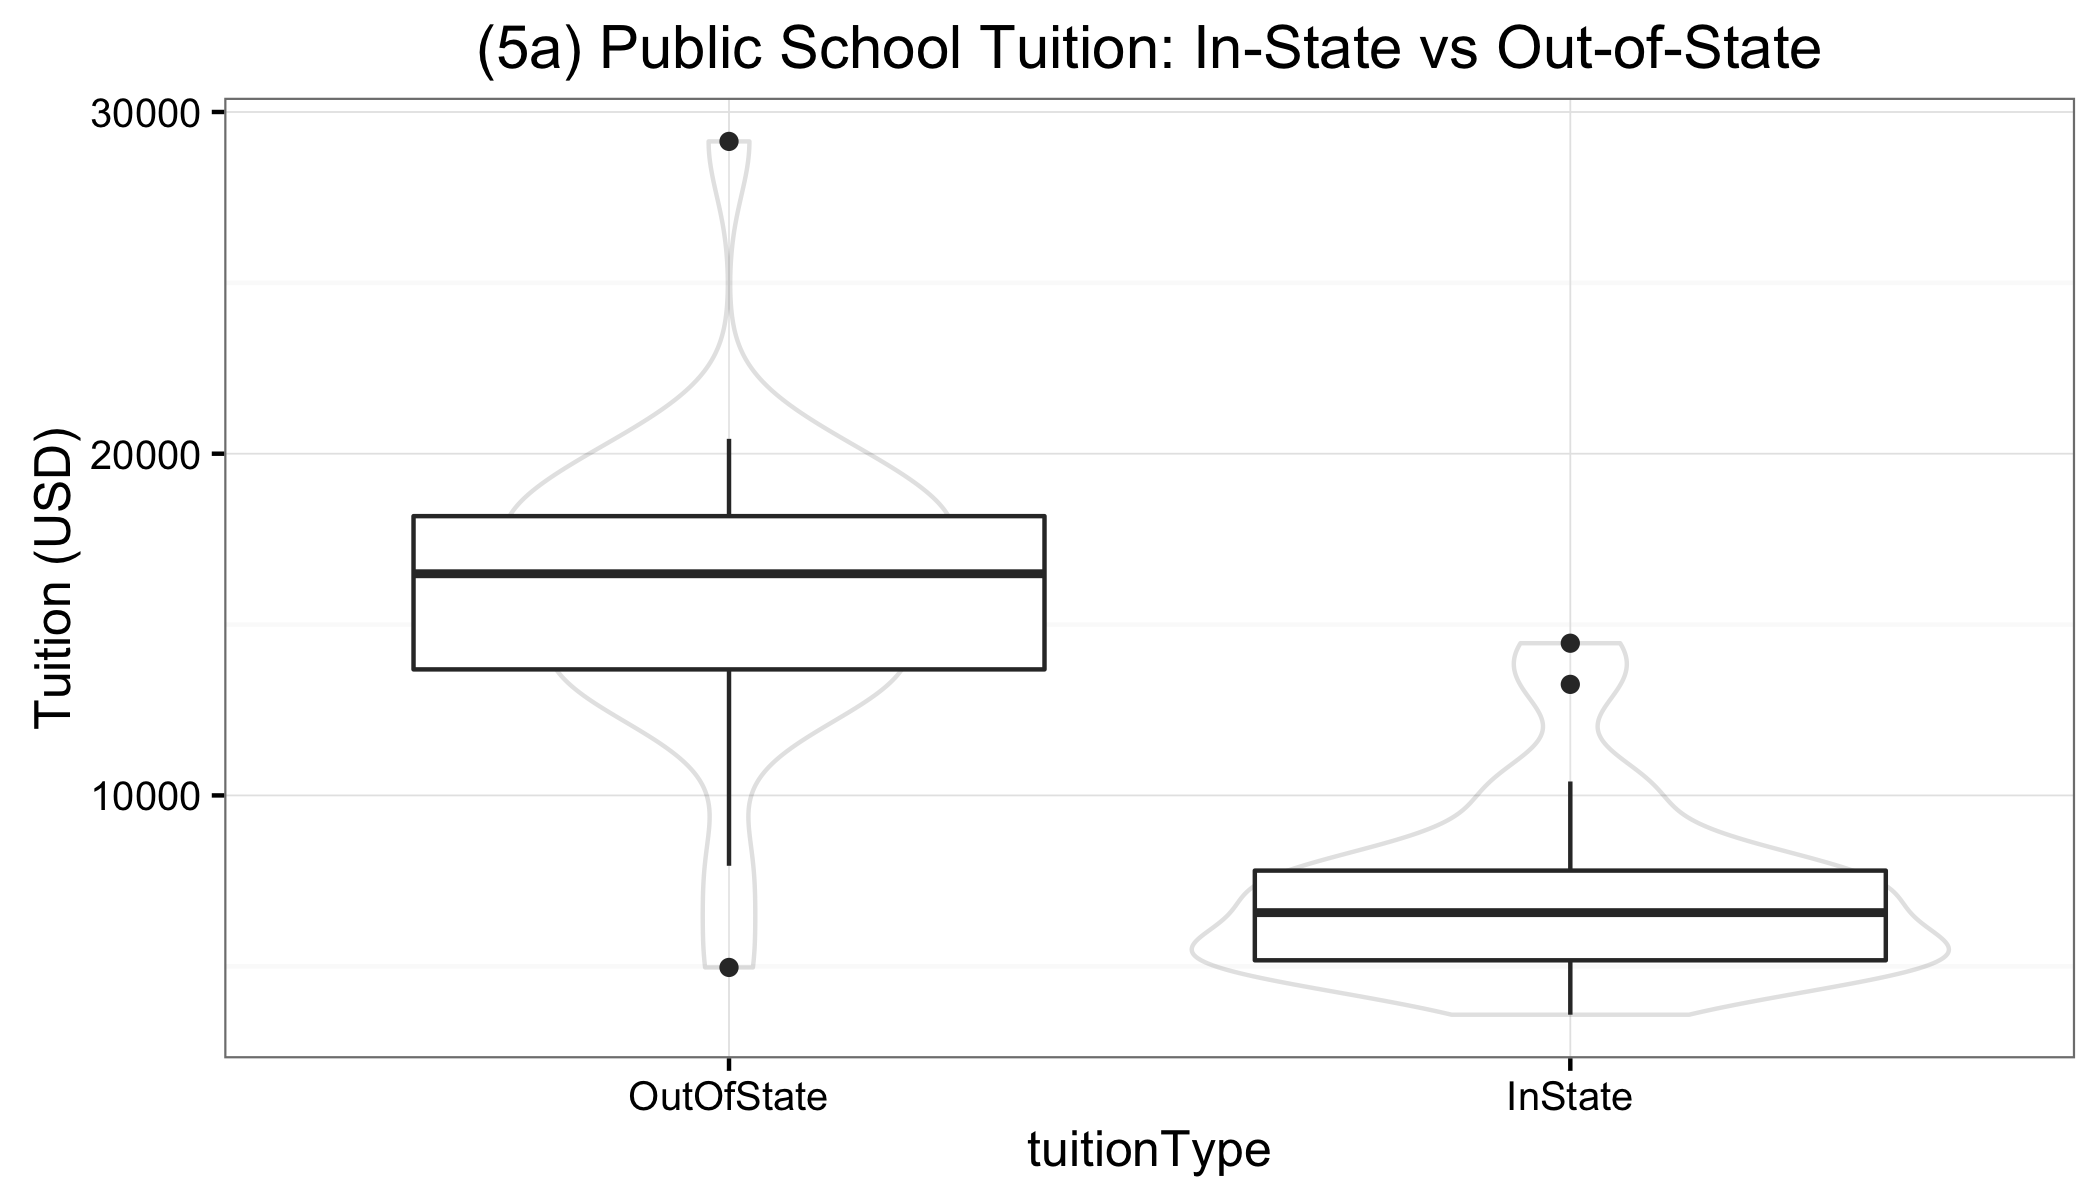 (5a) Public School Tuition: In-State vs Out-of-State
Tuition (USD)
30000
20000
10000
OutOfState
InState
tuitionType